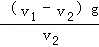 (v₁ − v₂) g
v₂